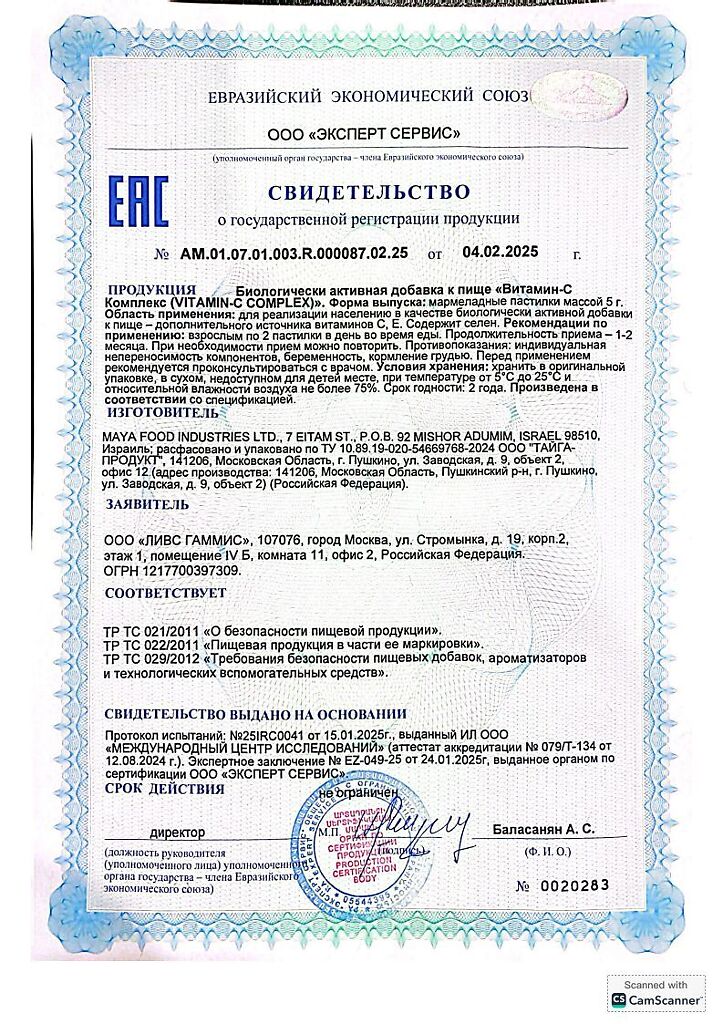 ЕВРАЗИЙСКИЙ ЭКОНОМИЧЕСКИЙ СОЮЗ
ООО «ЭКСПЕРТ СЕРВИС»
(уполномоченный орган государства – члена Евразийского экономического союза)
EAC
СВИДЕТЕЛЬСТВО
о государственной регистрации продукции
№ AM.01.07.01.003.R.000087.02.25 от 04.02.2025 г.
ПРОДУКЦИЯ Биологически активная добавка к пище «Витамин-С
Комплекс (VITAMIN-C COMPLEX)». Форма выпуска: мармеладные пастилки массой 5 г.
Область применения: для реализации населению в качестве биологически активной добавки
к пище – дополнительного источника витаминов С, Е. Содержит селен. Рекомендации по
применению: взрослым по 2 пастилки в день во время еды. Продолжительность приема – 1-2
месяца. При необходимости прием можно повторить. Противопоказания: индивидуальная
непереносимость компонентов, беременность, кормление грудью. Перед применением
рекомендуется проконсультироваться с врачом. Условия хранения: хранить в оригинальной
упаковке, в сухом, недоступном для детей месте, при температуре от 5°С до 25°С и
относительной влажности воздуха не более 75%. Срок годности: 2 года. Произведена в
соответствии со спецификацией.
ИЗГОТОВИТЕЛЬ
MAYA FOOD INDUSTRIES LTD., 7 EITAM ST., P.O.B. 92 MISHOR ADUMIM, ISRAEL 98510,
Израиль; расфасовано и упаковано по ТУ 10.89.19-020-54669768-2024 ООО "ТАЙГА-
ПРОДУКТ", 141206, Московская Область, г. Пушкино, ул. Заводская, д. 9, объект 2,
офис 12 (адрес производства: 141206, Московская Область, Пушкинский р-н, г. Пушкино,
ул. Заводская, д. 9, объект 2) (Российская Федерация).
ЗАЯВИТЕЛЬ
ООО «ЛИВС ГАММИС», 107076, город Москва, ул. Стромынка, д. 19, корп.2,
этаж 1, помещение IV Б, комната 11, офис 2, Российская Федерация.
ОГРН 1217700397309.
СООТВЕТСТВУЕТ
ТР ТС 021/2011 «О безопасности пищевой продукции».
ТР ТС 022/2011 «Пищевая продукция в части ее маркировки».
ТР ТС 029/2012 «Требования безопасности пищевых добавок, ароматизаторов
и технологических вспомогательных средств».
СВИДЕТЕЛЬСТВО ВЫДАНО НА ОСНОВАНИИ
Протокол испытаний: №25IRC0041 от 15.01.2025г., выданный ИЛ ООО
«МЕЖДУНАРОДНЫЙ ЦЕНТР ИССЛЕДОВАНИЙ» (аттестат аккредитации № 079/T-134 от
12.08.2024 г.). Экспертное заключение № EZ-049-25 от 24.01.2025г, выданное органом по
сертификации ООО «ЭКСПЕРТ СЕРВИС».
СРОК ДЕЙСТВИЯ не ограничен
директор М.П. Баласанян А. С.
(должность руководителя (подпись) (Ф. И. О.)
(уполномоченного лица) уполномоченного
органа государства – члена Евразийского
экономического союза)
ОРГАН ПО
СЕРТИФИКАЦИИ
ПРОДУКЦИИ
PRODUCTION
CERTIFICATION
BODY
05544393
№ 0020283
Scanned with
CS CamScanner